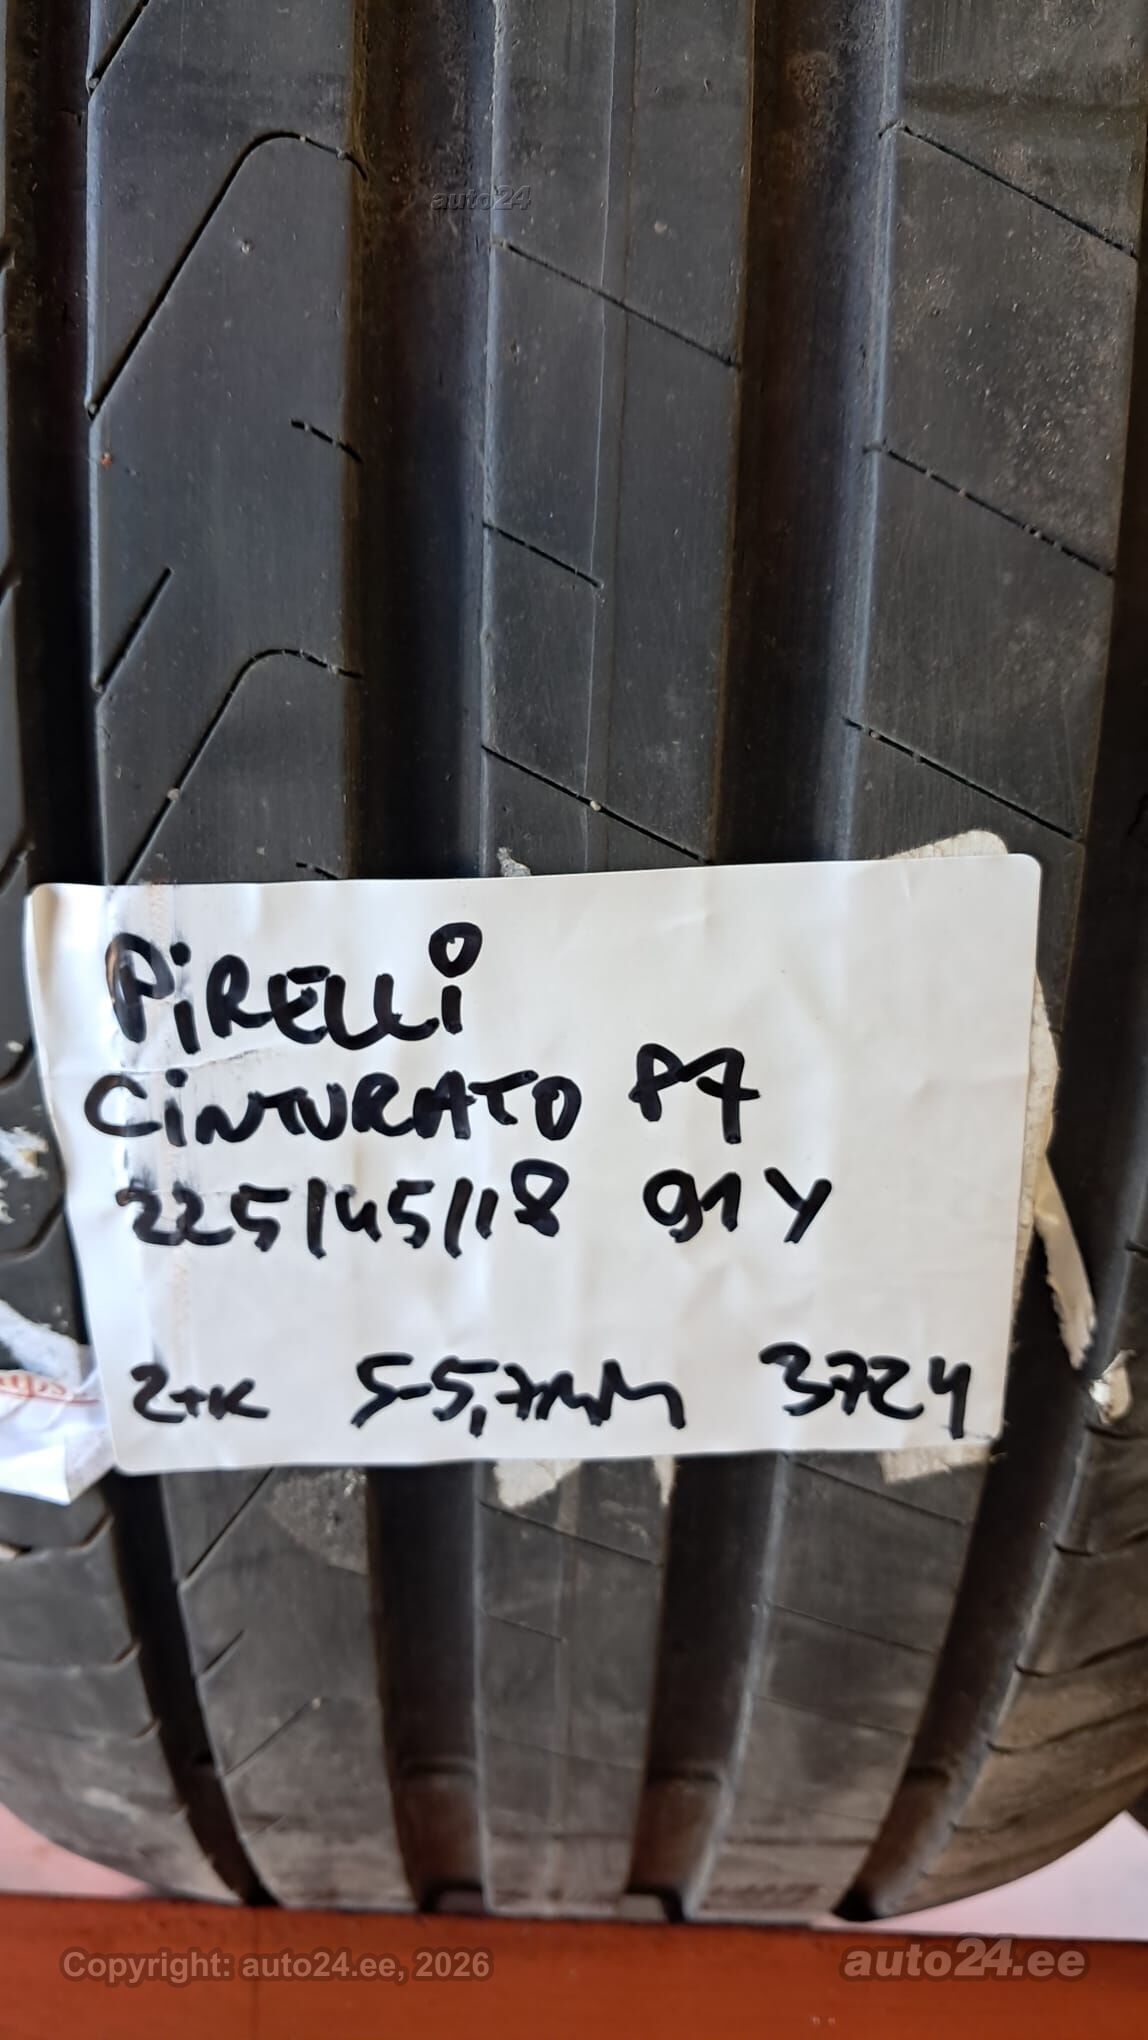 auto24
PiRELLi
CiNTURATO P7
225/45/18 91Y
2TK 5-5,7MM 3724
Copyright: auto24.ee, 2026
auto24.ee